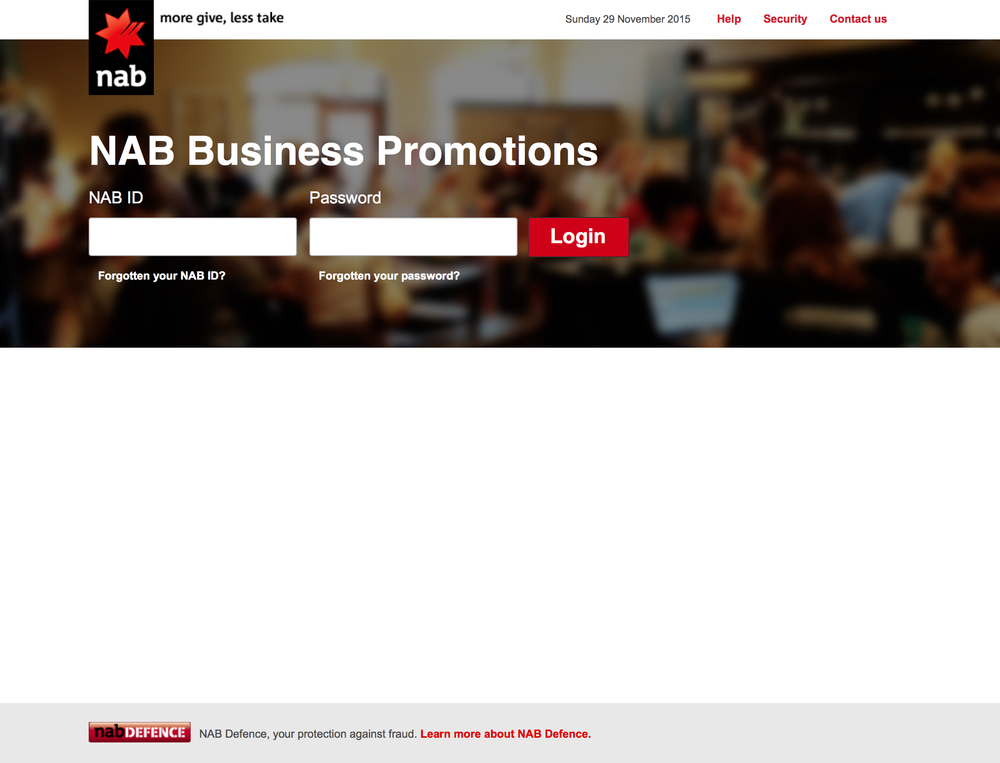 more give, less take
Sunday 29 November 2015 Help Security Contact us
nab
NAB Business Promotions
NAB ID Password
Login
Forgotten your NAB ID? Forgotten your password?
nabDEFENCE NAB Defence, your protection against fraud. Learn more about NAB Defence.